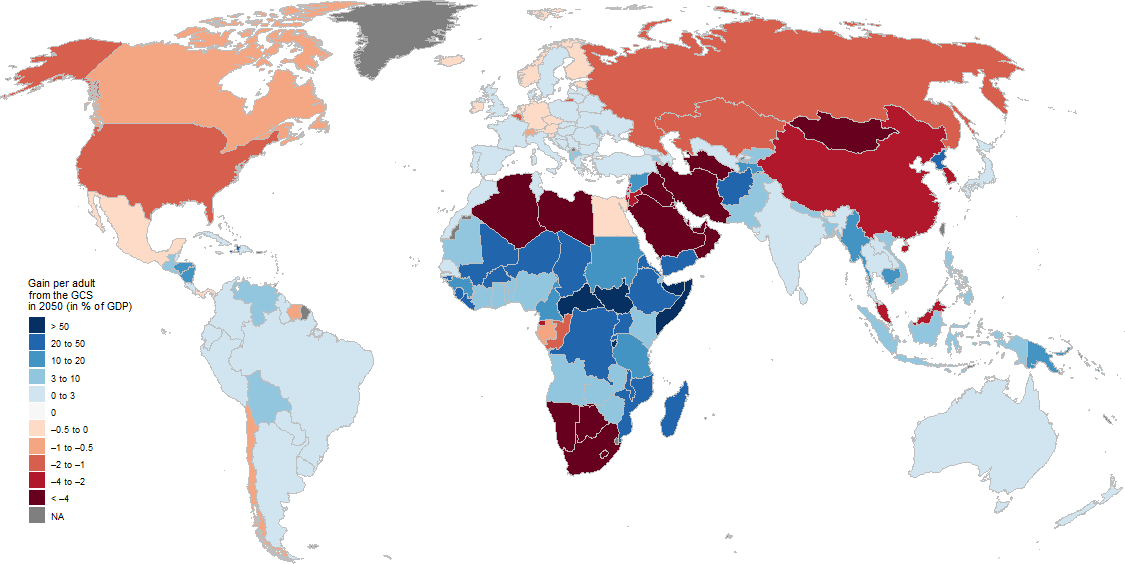 Gain per adult
from the GCS
in 2050 (in % of GDP)
> 50
20 to 50
10 to 20
3 to 10
0 to 3
0
–0.5 to 0
–1 to –0.5
–2 to –1
–4 to –2
< –4
NA